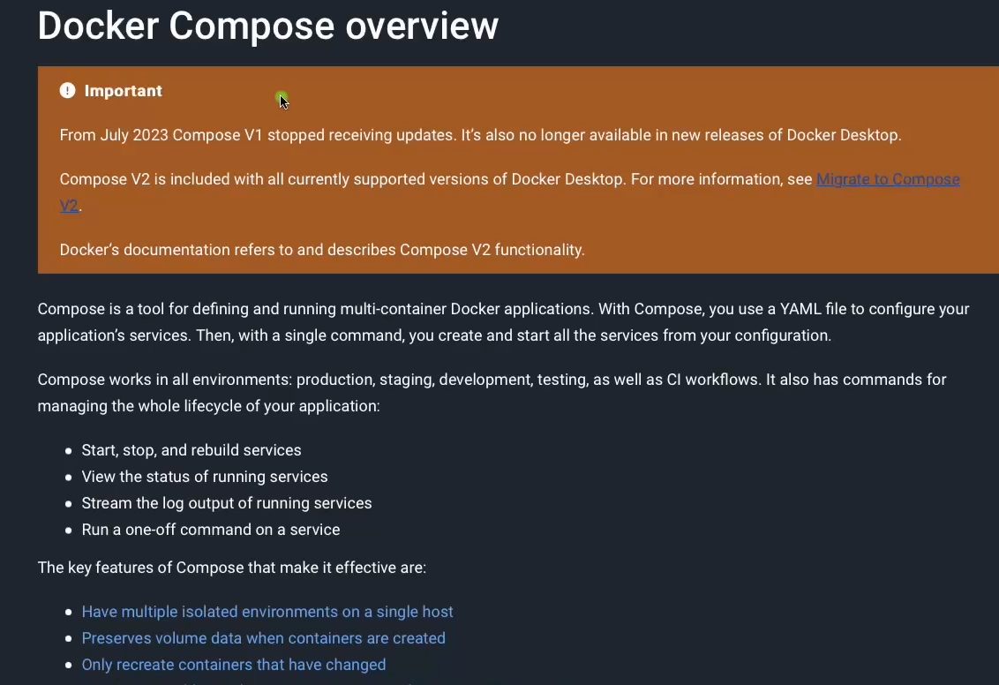 Docker Compose overview
Important
From July 2023 Compose V1 stopped receiving updates. It’s also no longer available in new releases of Docker Desktop.
Compose V2 is included with all currently supported versions of Docker Desktop. For more information, see Migrate to Compose
V2.
Docker’s documentation refers to and describes Compose V2 functionality.
Compose is a tool for defining and running multi-container Docker applications. With Compose, you use a YAML file to configure your
application’s services. Then, with a single command, you create and start all the services from your configuration.
Compose works in all environments: production, staging, development, testing, as well as CI workflows. It also has commands for
managing the whole lifecycle of your application:
Start, stop, and rebuild services
View the status of running services
Stream the log output of running services
Run a one-off command on a service
The key features of Compose that make it effective are:
Have multiple isolated environments on a single host
Preserves volume data when containers are created
Only recreate containers that have changed